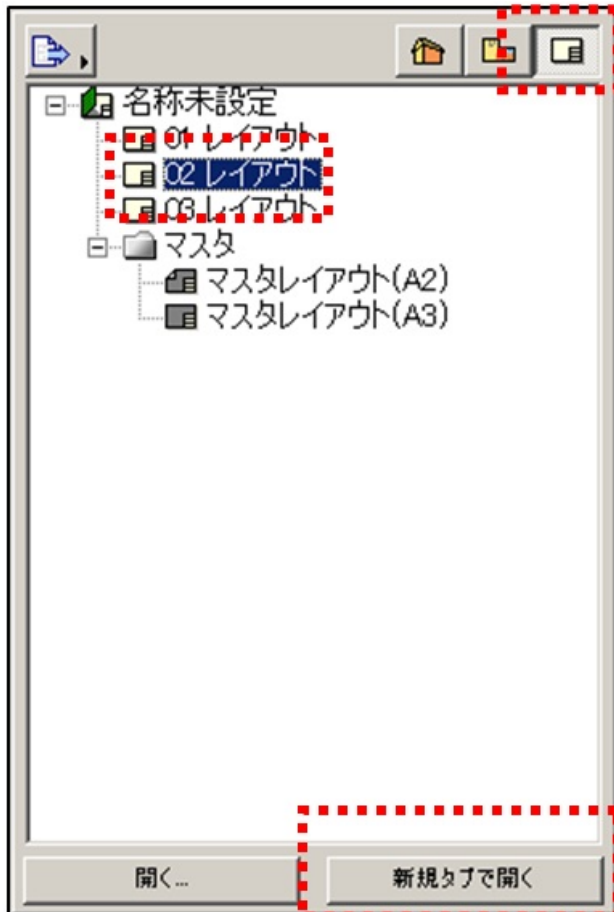 名称未設定
01 レイアウト
02 レイアウト
03 レイアウト
マスタ
マスタレイアウト(A2)
マスタレイアウト(A3)
開く...
新規タブで開く